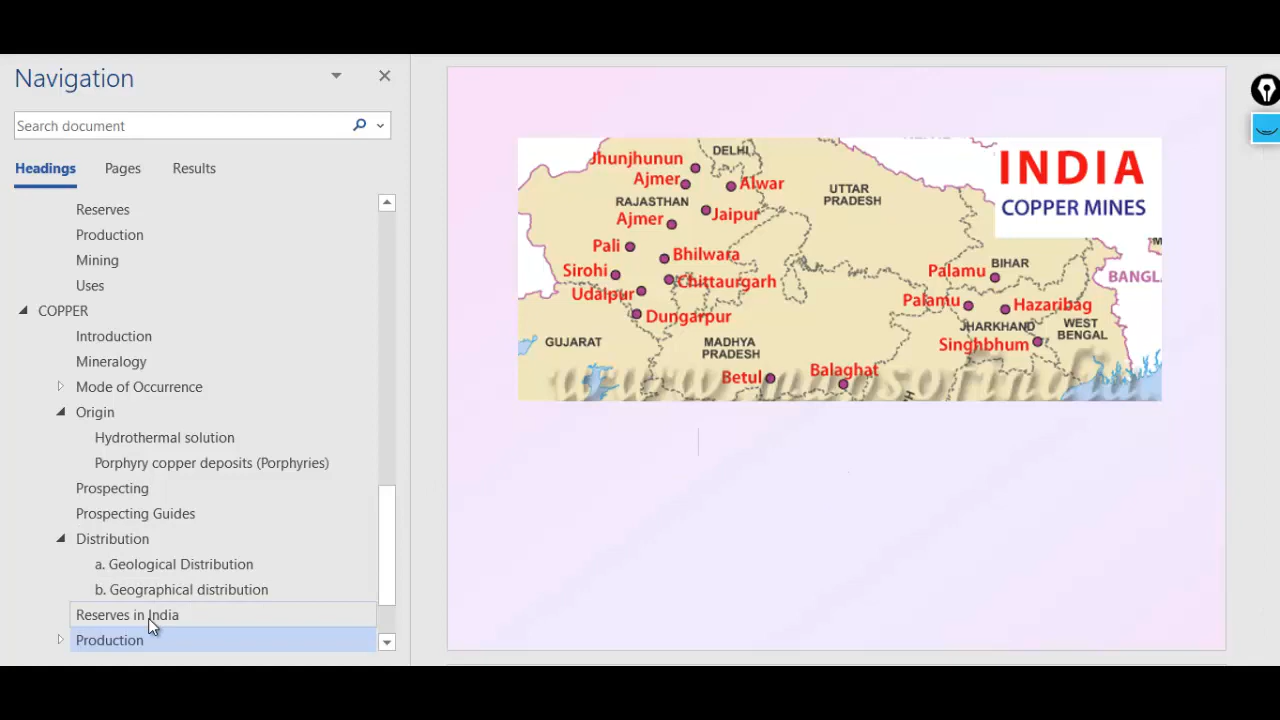 Navigation
Search document
Headings Pages Results
Reserves
Production
Mining
Uses
COPPER
Introduction
Mineralogy
Mode of Occurrence
Origin
Hydrothermal solution
Porphyry copper deposits (Porphyries)
Prospecting
Prospecting Guides
Distribution
a. Geological Distribution
b. Geographical distribution
Reserves in India
Production
INDIA
COPPER MINES
DELHI
Jhunjhunun
Ajmer
Alwar
UTTAR
PRADESH
RAJASTHAN
Ajmer
Jaipur
Pali
Bhilwara
Sirohi
Chittaurgarh
Udaipur
Dungarpur
Palamu
BIHAR
BANGL
Palamu
Hazaribag
JHARKHAND
WEST
BENGAL
Singhbhum
GUJARAT
MADHYA
PRADESH
Betul
Balaghat